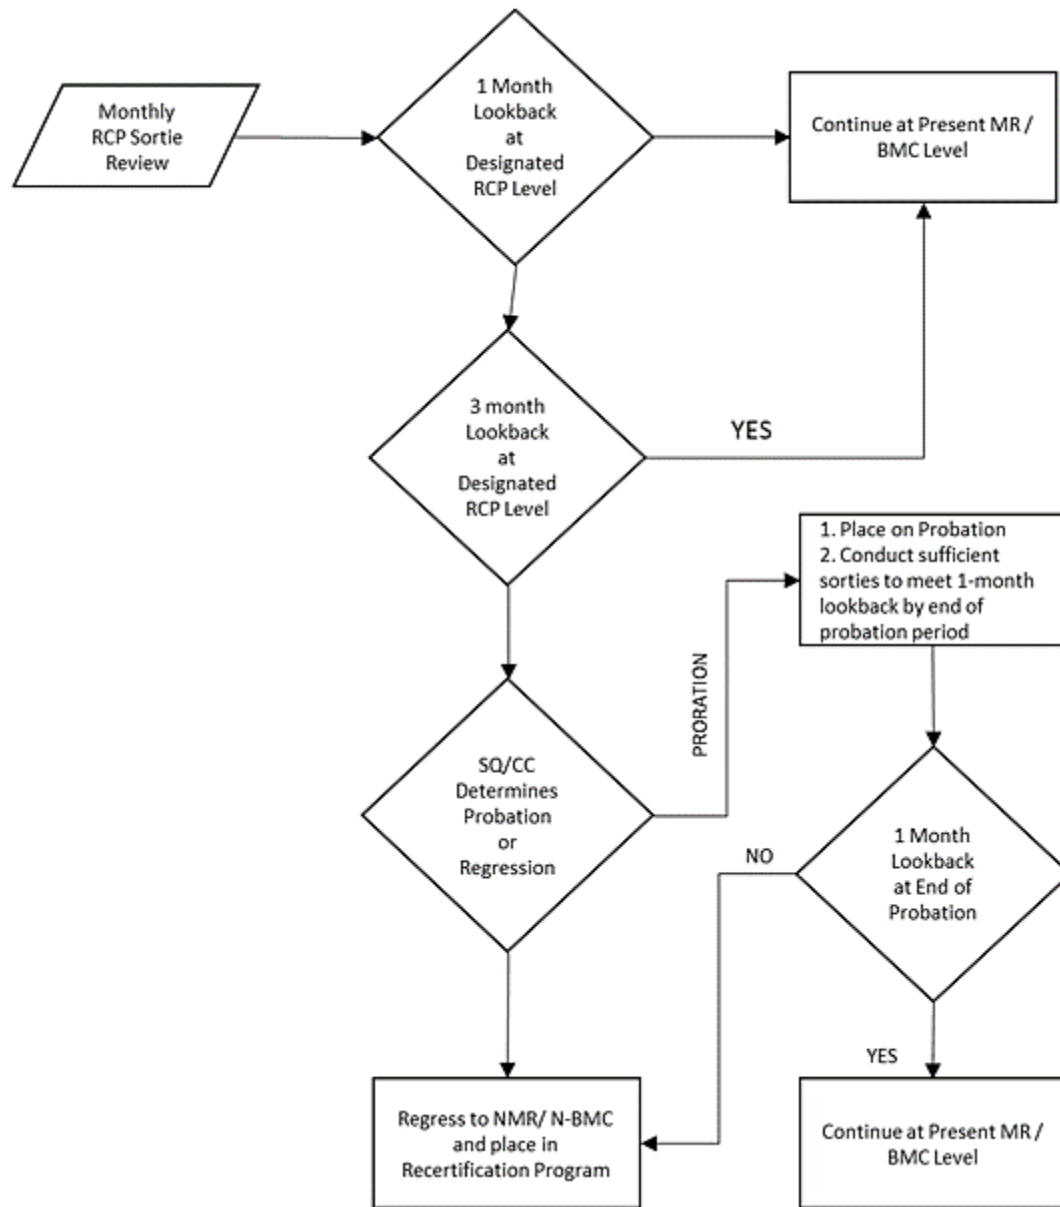 Monthly
RCP Sortie
Review
1 Month
Lookback
at
Designated
RCP Level
Continue at Present MR /
BMC Level
3 month
Lookback
at
Designated
RCP Level
YES
1. Place on Probation
2. Conduct sufficient
sorties to meet 1-month
lookback by end of
probation period
PRORATION
SQ/CC
Determines
Probation
or
Regression
NO
1 Month
Lookback
at End of
Probation
YES
Regress to NMR/ N-BMC
and place in
Recertification Program
Continue at Present MR /
BMC Level